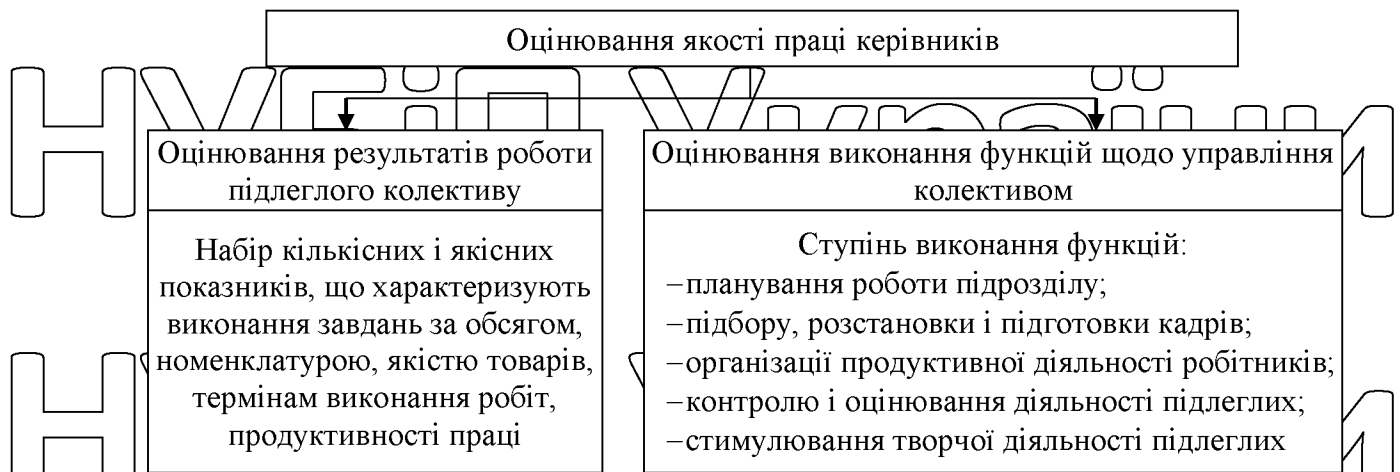 Оцінювання якості праці керівників
НУБіП України
Оцінювання результатів роботи
підлеглого колективу
Оцінювання виконання функцій щодо управління
колективом
Набір кількісних і якісних
показників, що характеризують
виконання завдань за обсягом,
номенклатурою, якістю товарів,
термінам виконання робіт,
продуктивності праці
Ступінь виконання функцій:
–планування роботи підрозділу;
–підбору, розстановки і підготовки кадрів;
–організації продуктивної діяльності робітників;
–контролю і оцінювання діяльності підлеглих;
–стимулювання творчої діяльності підлеглих